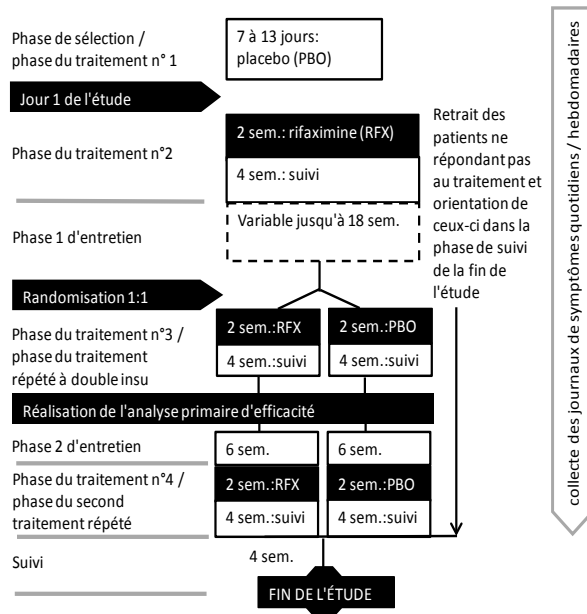 Phase de sélection /
phase du traitement n° 1
7 à 13 jours:
placebo (PBO)
Jour 1 de l'étude
Phase du traitement n°2
2 sem.: rifaximine (RFX)
4 sem.: suivi
Retrait des
patients ne
répondant pas
au traitement et
orientation de
ceux-ci dans la
phase de suivi
de la fin de
l'étude
Phase 1 d'entretien
Variable jusqu'à 18 sem.
Randomisation 1:1
Phase du traitement n°3 /
phase du traitement
répété à double insu
2 sem.:RFX
2 sem.:PBO
4 sem.:suivi
4 sem.:suivi
Réalisation de l'analyse primaire d'efficacité
Phase 2 d'entretien
6 sem.
6 sem.
Phase du traitement n°4 /
phase du second
traitement répété
2 sem.:RFX
2 sem.:PBO
4 sem.:suivi
4 sem.:suivi
Suivi
4 sem.
FIN DE L'ÉTUDE
collecte des journaux de symptômes quotidiens / hebdomadaires